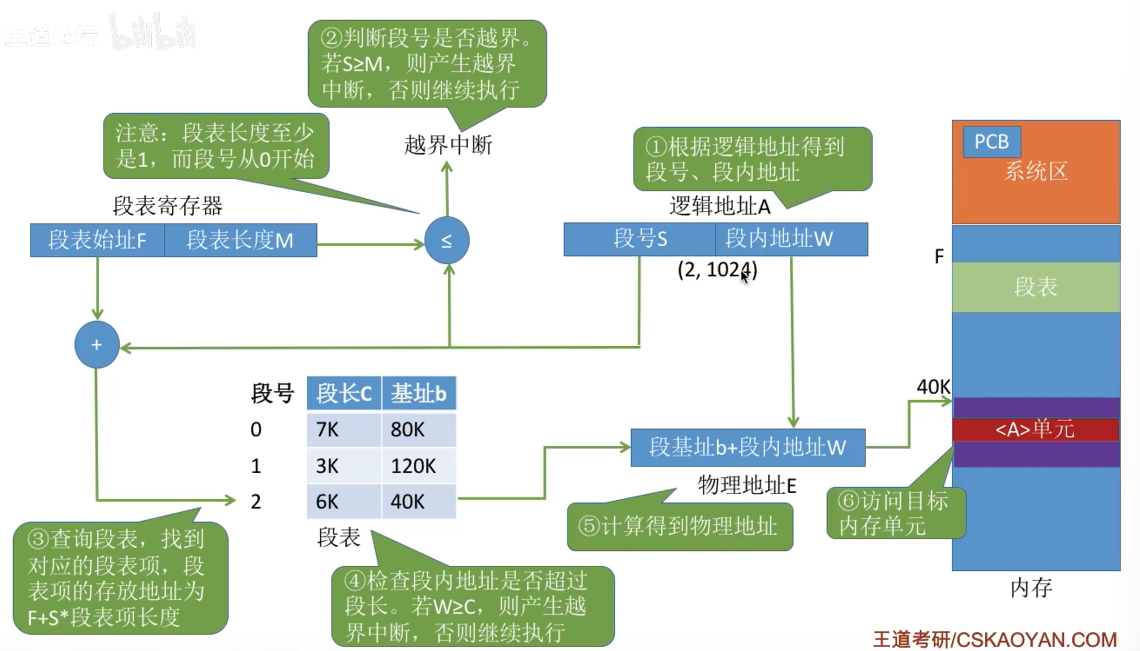 王道论坛 bilibili
②判断段号是否越界。
若S≥M，则产生越界
中断，否则继续执行
注意：段表长度至少
是1，而段号从0开始
越界中断
①根据逻辑地址得到
段号、段内地址
PCB
系统区
段表寄存器
逻辑地址A
段表始址F
段表长度M
≤
段号S
段内地址W
(2, 1024)
F
段表
+
段号
段长C
基址b
0
7K
80K
1
3K
120K
2
6K
40K
段表
40K
<A>单元
段基址b+段内地址W
物理地址E
⑤计算得到物理地址
⑥访问目标
内存单元
③查询段表，找到
对应的段表项，段
表项的存放地址为
F+S*段表项长度
④检查段内地址是否超过
段长。若W≥C，则产生越
界中断，否则继续执行
内存
王道考研/CSKAOYAN.COM